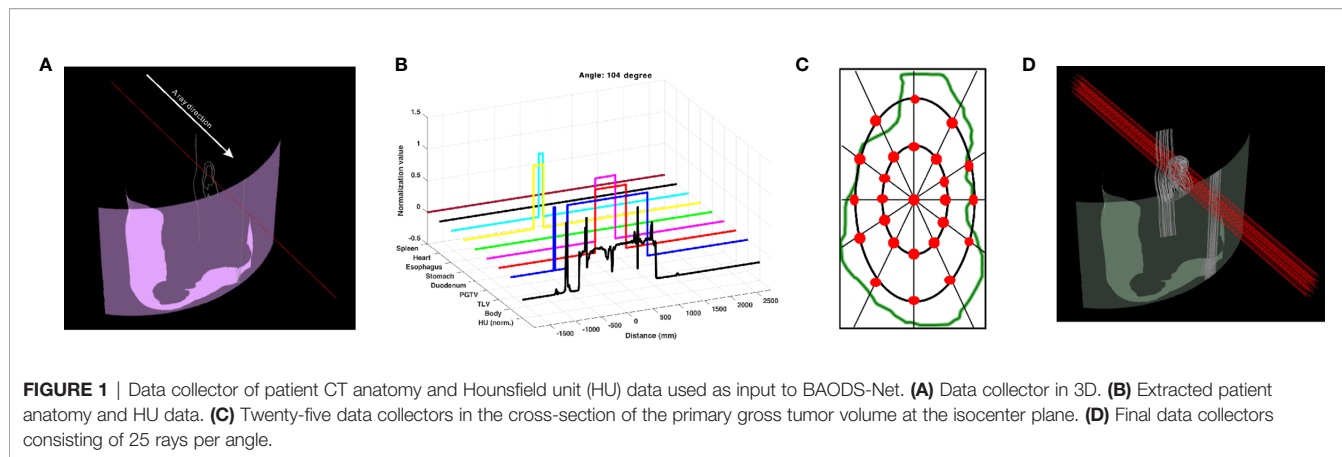 A
B
C
D
A ray direction
Angle: 104 degree
Normalization value
1.5
1
0.5
0
-0.5
Spleen
Heart
Esophagus
Stomach
Duodenum
PGTV
TLV
Body
HU (norm.)
-1500
-1000
-500
0
500
1000
1500
2000
2500
Distance (mm)
FIGURE 1 | Data collector of patient CT anatomy and Hounsfield unit (HU) data used as input to BAODS-Net. (A) Data collector in 3D. (B) Extracted patient
anatomy and HU data. (C) Twenty-five data collectors in the cross-section of the primary gross tumor volume at the isocenter plane. (D) Final data collectors
consisting of 25 rays per angle.